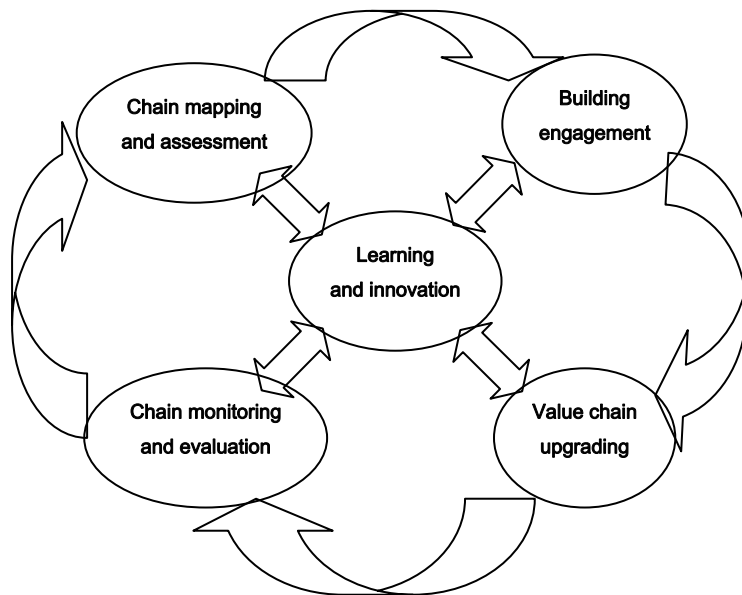 Chain mapping
and assessment
Building
engagement
Learning
and innovation
Chain monitoring
and evaluation
Value chain
upgrading